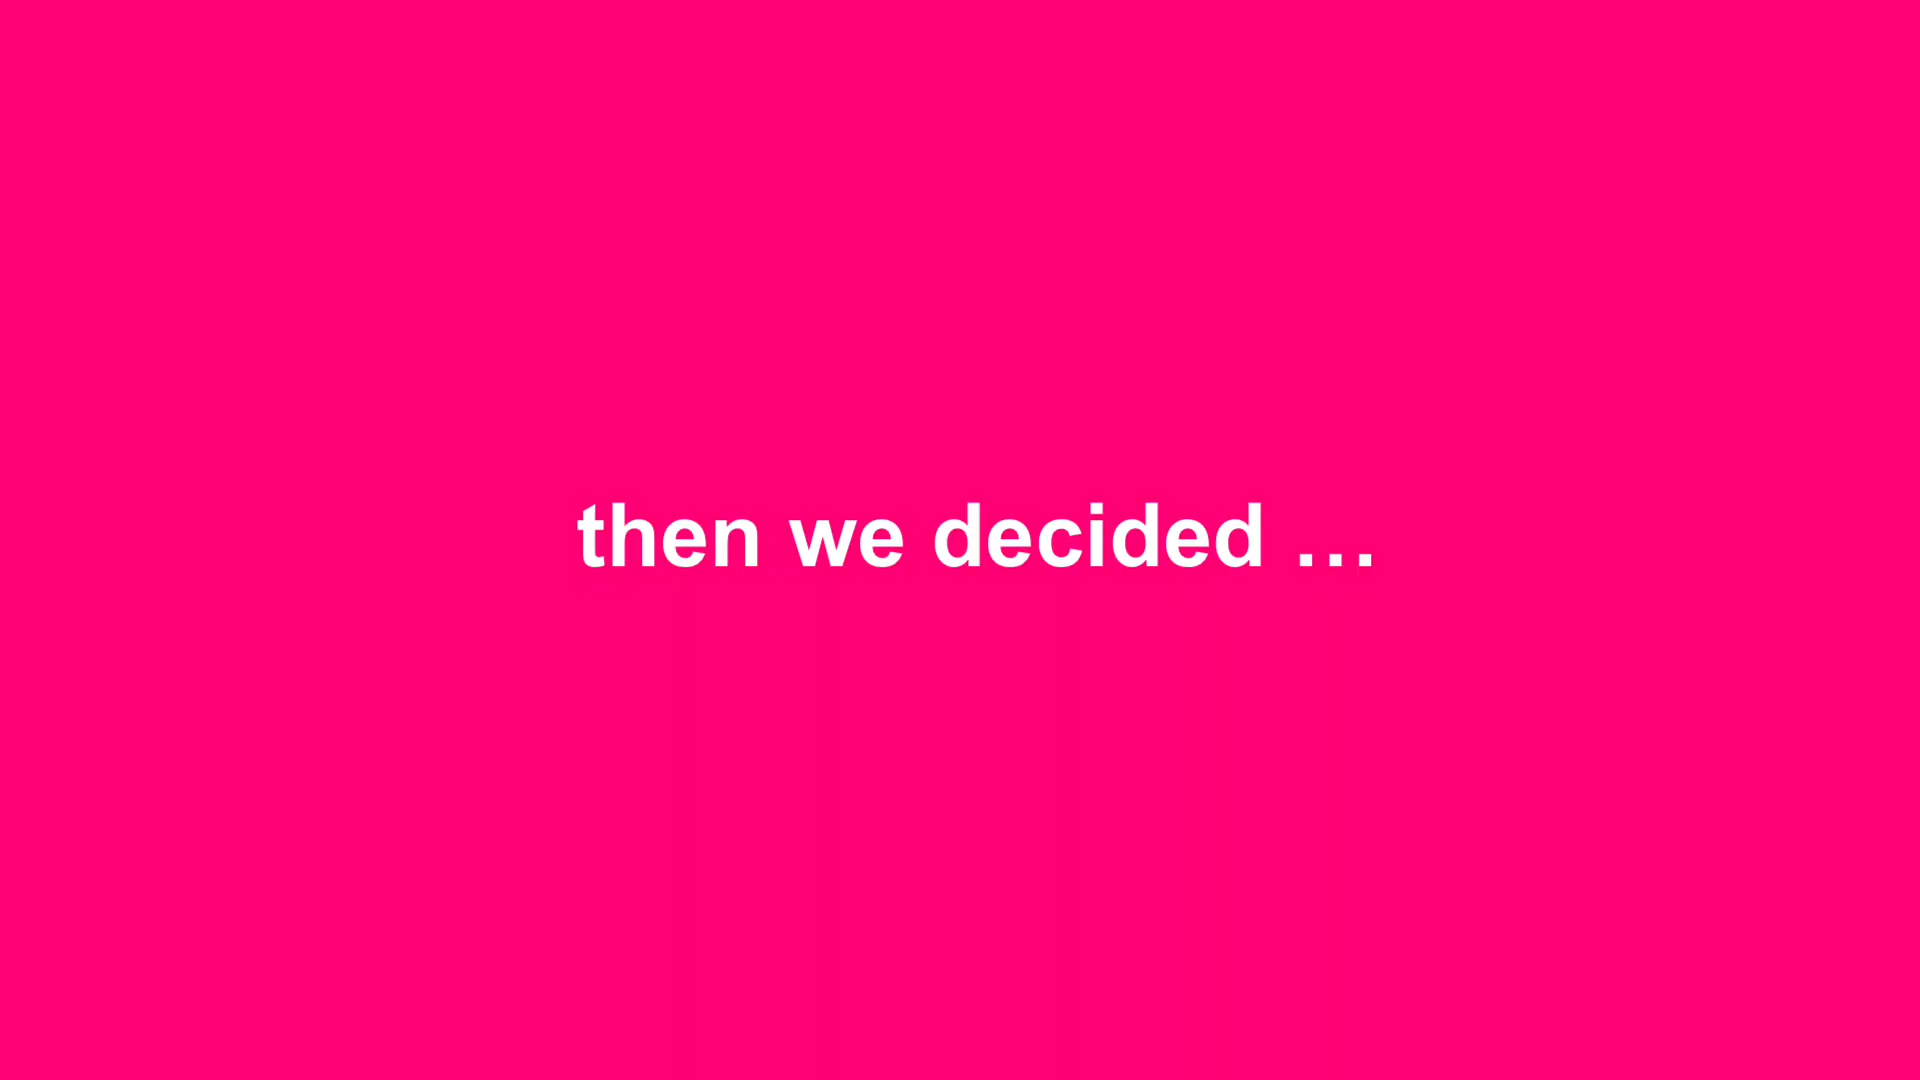 then we decided …